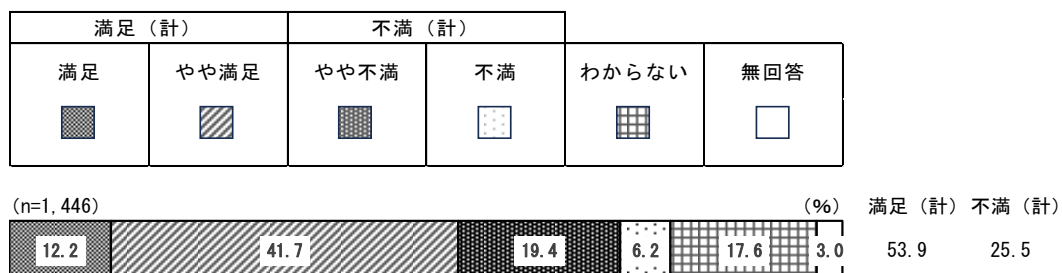 満足（計） 不満（計）
満足 やや満足 やや不満 不満 わからない 無回答
(n=1,446) (%) 満足（計） 不満（計）
12.2 41.7 19.4 6.2 17.6 3.0 53.9 25.5